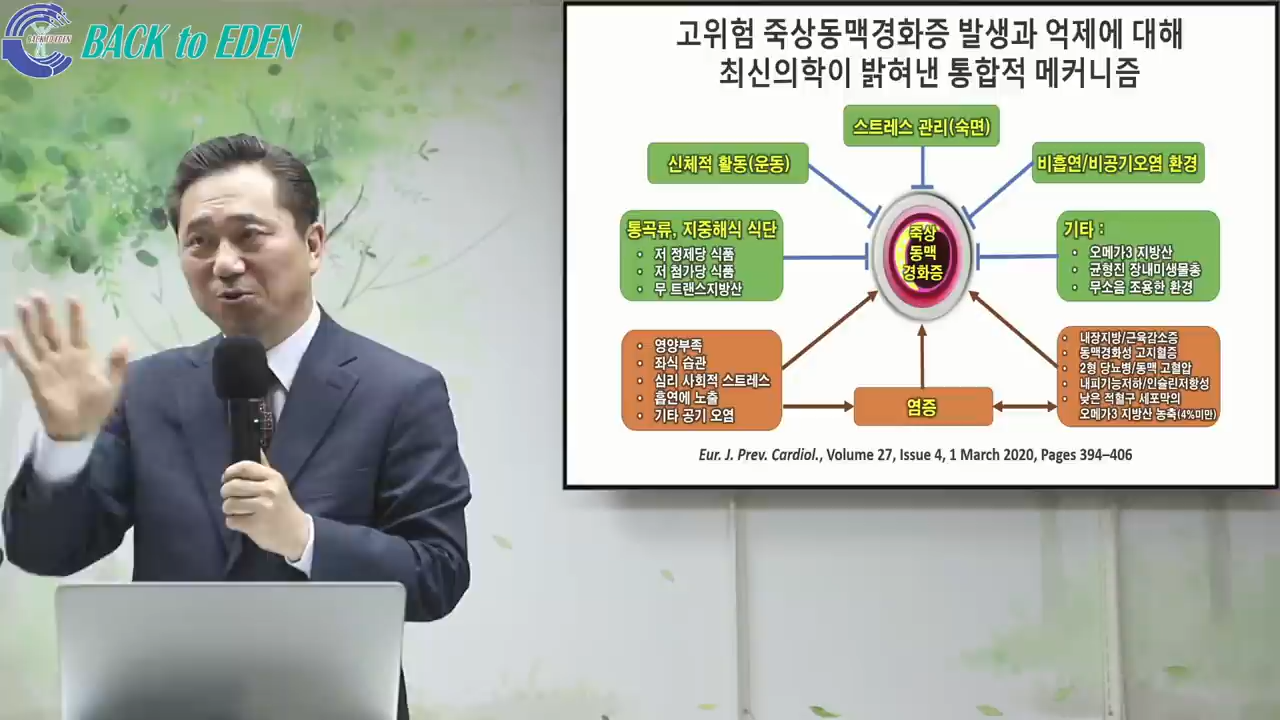 BACK to EDEN
고위험 죽상동맥경화증 발생과 억제에 대해
최신의학이 밝혀낸 통합적 메커니즘
스트레스 관리(숙면)
신체적 활동(운동)
비흡연/비공기오염 환경
통곡류, 지중해식 식단
• 저 정제당 식품
• 저 첨가당 식품
• 무 트랜스지방산
죽상
동맥
경화증
기타 :
• 오메가3 지방산
• 균형진 장내미생물총
• 무소음 조용한 환경
• 영양부족
• 좌식 습관
• 심리 사회적 스트레스
• 흡연에 노출
• 기타 공기 오염
염증
• 내장지방/근육감소증
• 동맥경화성 고지혈증
• 2형 당뇨병/동맥 고혈압
• 내피기능저하/인슐린저항성
• 낮은 적혈구 세포막의
오메가3 지방산 농축(4%미만)
Eur. J. Prev. Cardiol., Volume 27, Issue 4, 1 March 2020, Pages 394–406